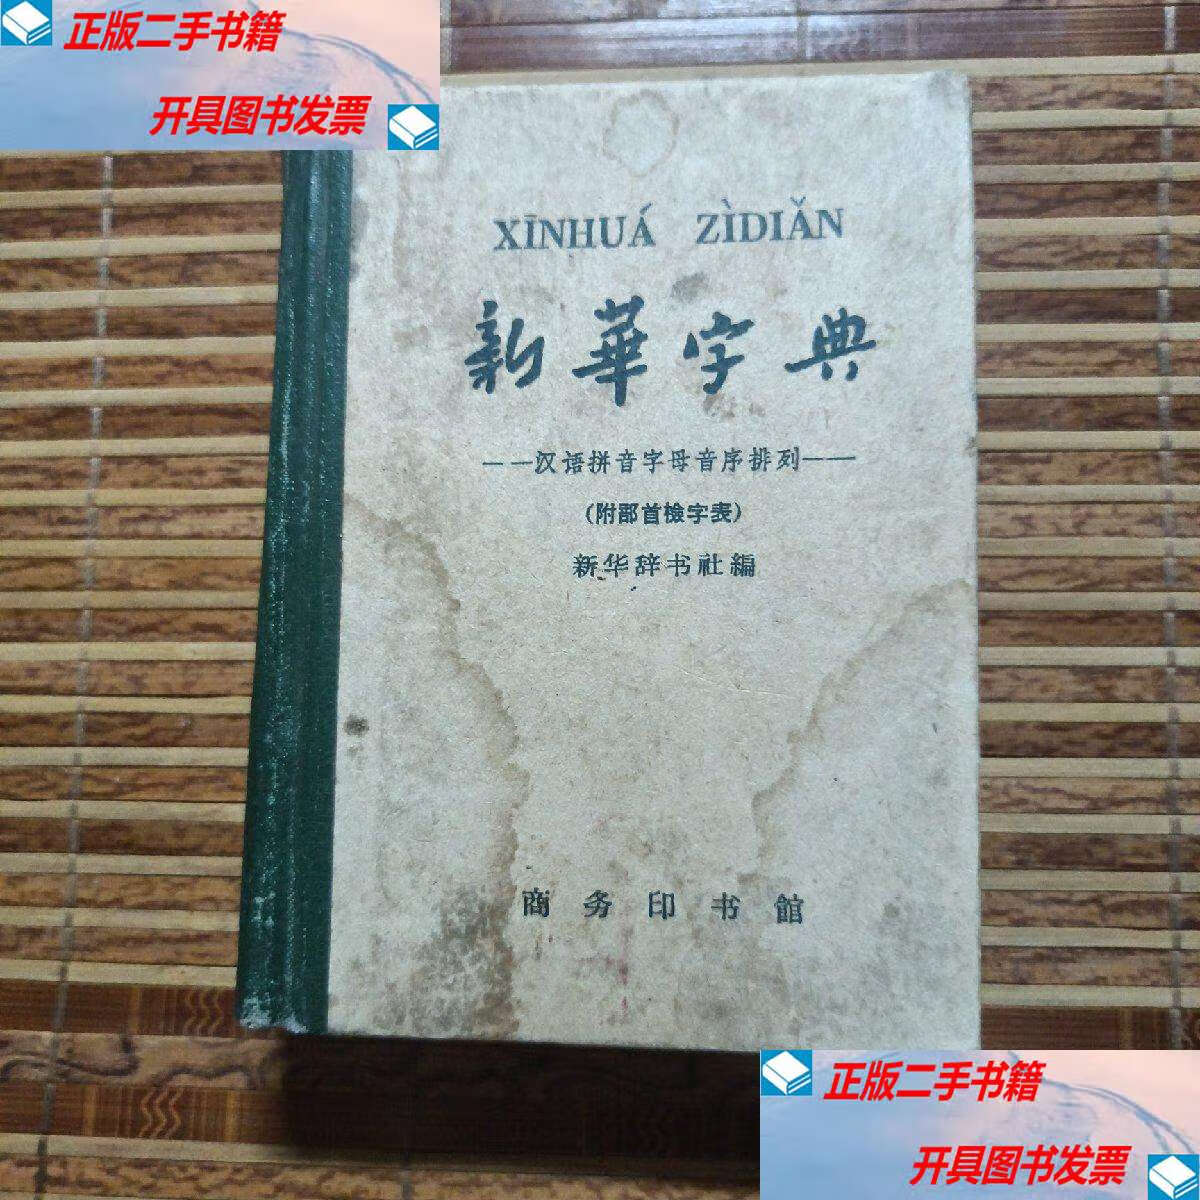 正版二手书籍
开具图书发票
XĪNHUÁ ZÌDIǍN
新華字典
——汉语拼音字母音序排列——
(附部首檢字表)
新华辞书社編
商务印书館
正版二手书籍
开具图书发票